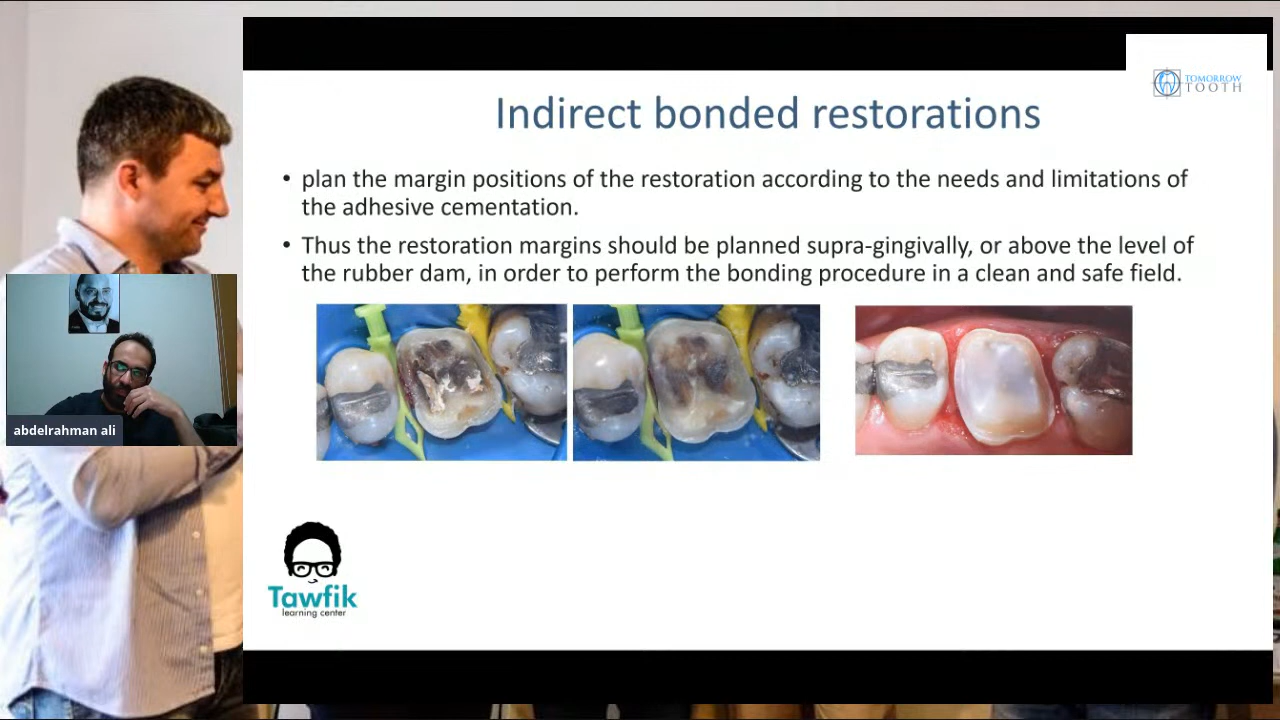 TOMORROW
TOOTH
Indirect bonded restorations
• plan the margin positions of the restoration according to the needs and limitations of
the adhesive cementation.
• Thus the restoration margins should be planned supra-gingivally, or above the level of
the rubber dam, in order to perform the bonding procedure in a clean and safe field.
abdelrahman ali
Tawfik
learning center